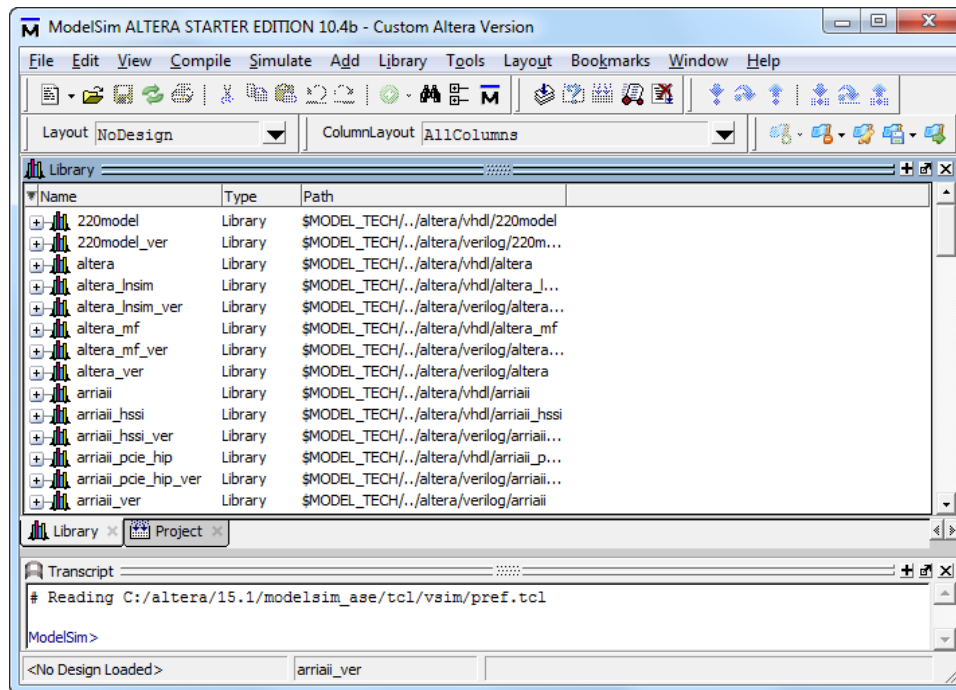 ModelSim ALTERA STARTER EDITION 10.4b - Custom Altera Version
File Edit View Compile Simulate Add Library Tools Layout Bookmarks Window Help
Layout NoDesign ColumnLayout AllColumns
Library
Name Type Path
220model Library $MODEL_TECH/../altera/vhdl/220model
220model_ver Library $MODEL_TECH/../altera/verilog/220m...
altera Library $MODEL_TECH/../altera/vhdl/altera
altera_lnsim Library $MODEL_TECH/../altera/vhdl/altera_l...
altera_lnsim_ver Library $MODEL_TECH/../altera/verilog/altera...
altera_mf Library $MODEL_TECH/../altera/vhdl/altera_mf
altera_mf_ver Library $MODEL_TECH/../altera/verilog/altera...
altera_ver Library $MODEL_TECH/../altera/verilog/altera
arriaii Library $MODEL_TECH/../altera/vhdl/arriaii
arriaii_hssi Library $MODEL_TECH/../altera/vhdl/arriaii_hssi
arriaii_hssi_ver Library $MODEL_TECH/../altera/verilog/arriaii...
arriaii_pcie_hip Library $MODEL_TECH/../altera/vhdl/arriaii_p...
arriaii_pcie_hip_ver Library $MODEL_TECH/../altera/verilog/arriaii...
arriaii_ver Library $MODEL_TECH/../altera/verilog/arriaii
Library Project
Transcript
# Reading C:/altera/15.1/modelsim_ase/tcl/vsim/pref.tcl
ModelSim>
<No Design Loaded> arriaii_ver